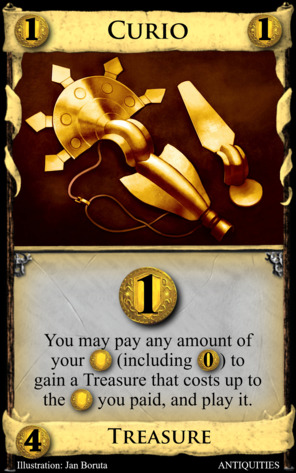 1 CURIO 1
1
You may pay any amount of
your (including 0) to
gain a Treasure that costs up to
the you paid, and play it.
4 TREASURE
Illustration: Jan Boruta ANTIQUITIES